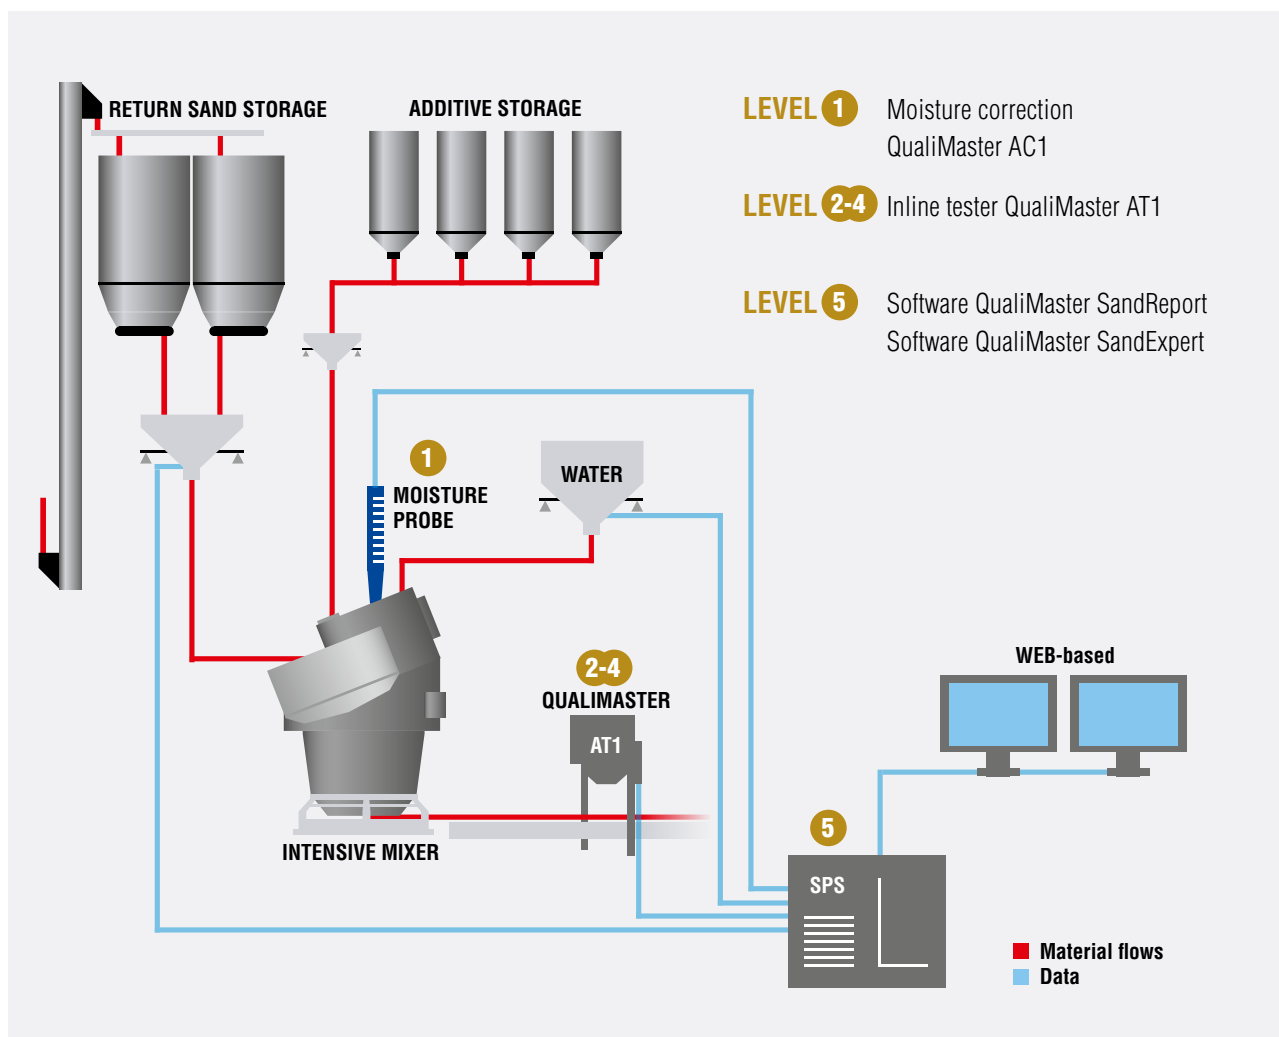 RETURN SAND STORAGE
ADDITIVE STORAGE
LEVEL 1 Moisture correction
QualiMaster AC1
LEVEL 2-4 Inline tester QualiMaster AT1
LEVEL 5 Software QualiMaster SandReport
Software QualiMaster SandExpert
1
MOISTURE
PROBE
WATER
2-4
QUALIMASTER
AT1
WEB-based
INTENSIVE MIXER
5
SPS
Material flows
Data